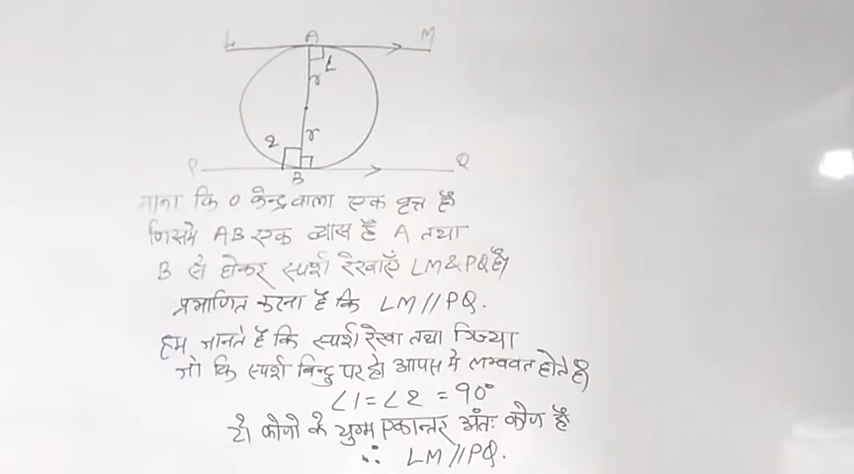 L A M
1
r
2 r
P B Q
माना कि O केन्द्र वाला एक वृत्त है
जिसमे AB एक व्यास है A तथा
B से होकर स्पर्श रेखाएँ LM & PQ है।
प्रमाणित करना है कि LM // PQ.
हम जानते है कि स्पर्श रेखा तथा त्रिज्या
जो कि स्पर्श बिन्दु पर हो आपस मे लम्बवत होते है।
∠1 = ∠2 = 90°
ये कोणो के युग्म एकान्तर अंतः कोण है
∴ LM // PQ.